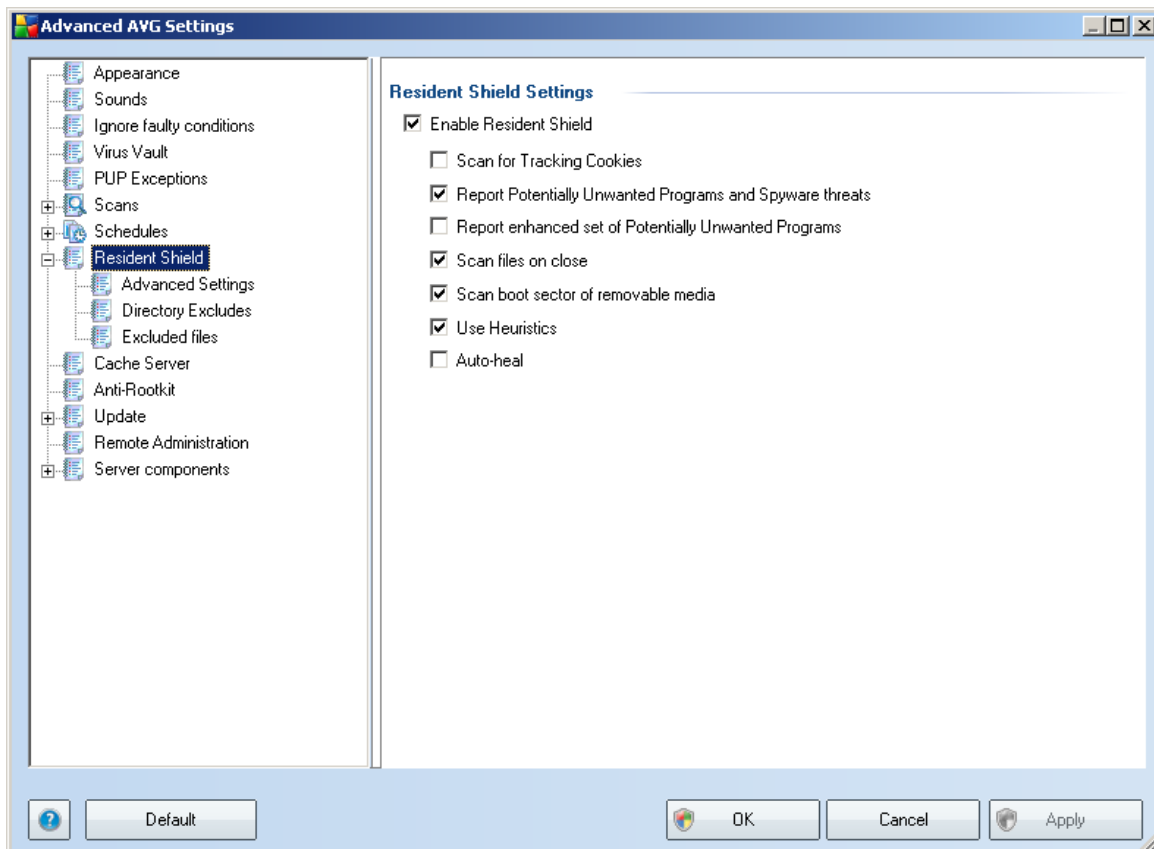 Advanced AVG Settings
Appearance
Sounds
Ignore faulty conditions
Virus Vault
PUP Exceptions
Scans
Schedules
Resident Shield
Advanced Settings
Directory Excludes
Excluded files
Cache Server
Anti-Rootkit
Update
Remote Administration
Server components
Resident Shield Settings
Enable Resident Shield
Scan for Tracking Cookies
Report Potentially Unwanted Programs and Spyware threats
Report enhanced set of Potentially Unwanted Programs
Scan files on close
Scan boot sector of removable media
Use Heuristics
Auto-heal
Default
OK
Cancel
Apply